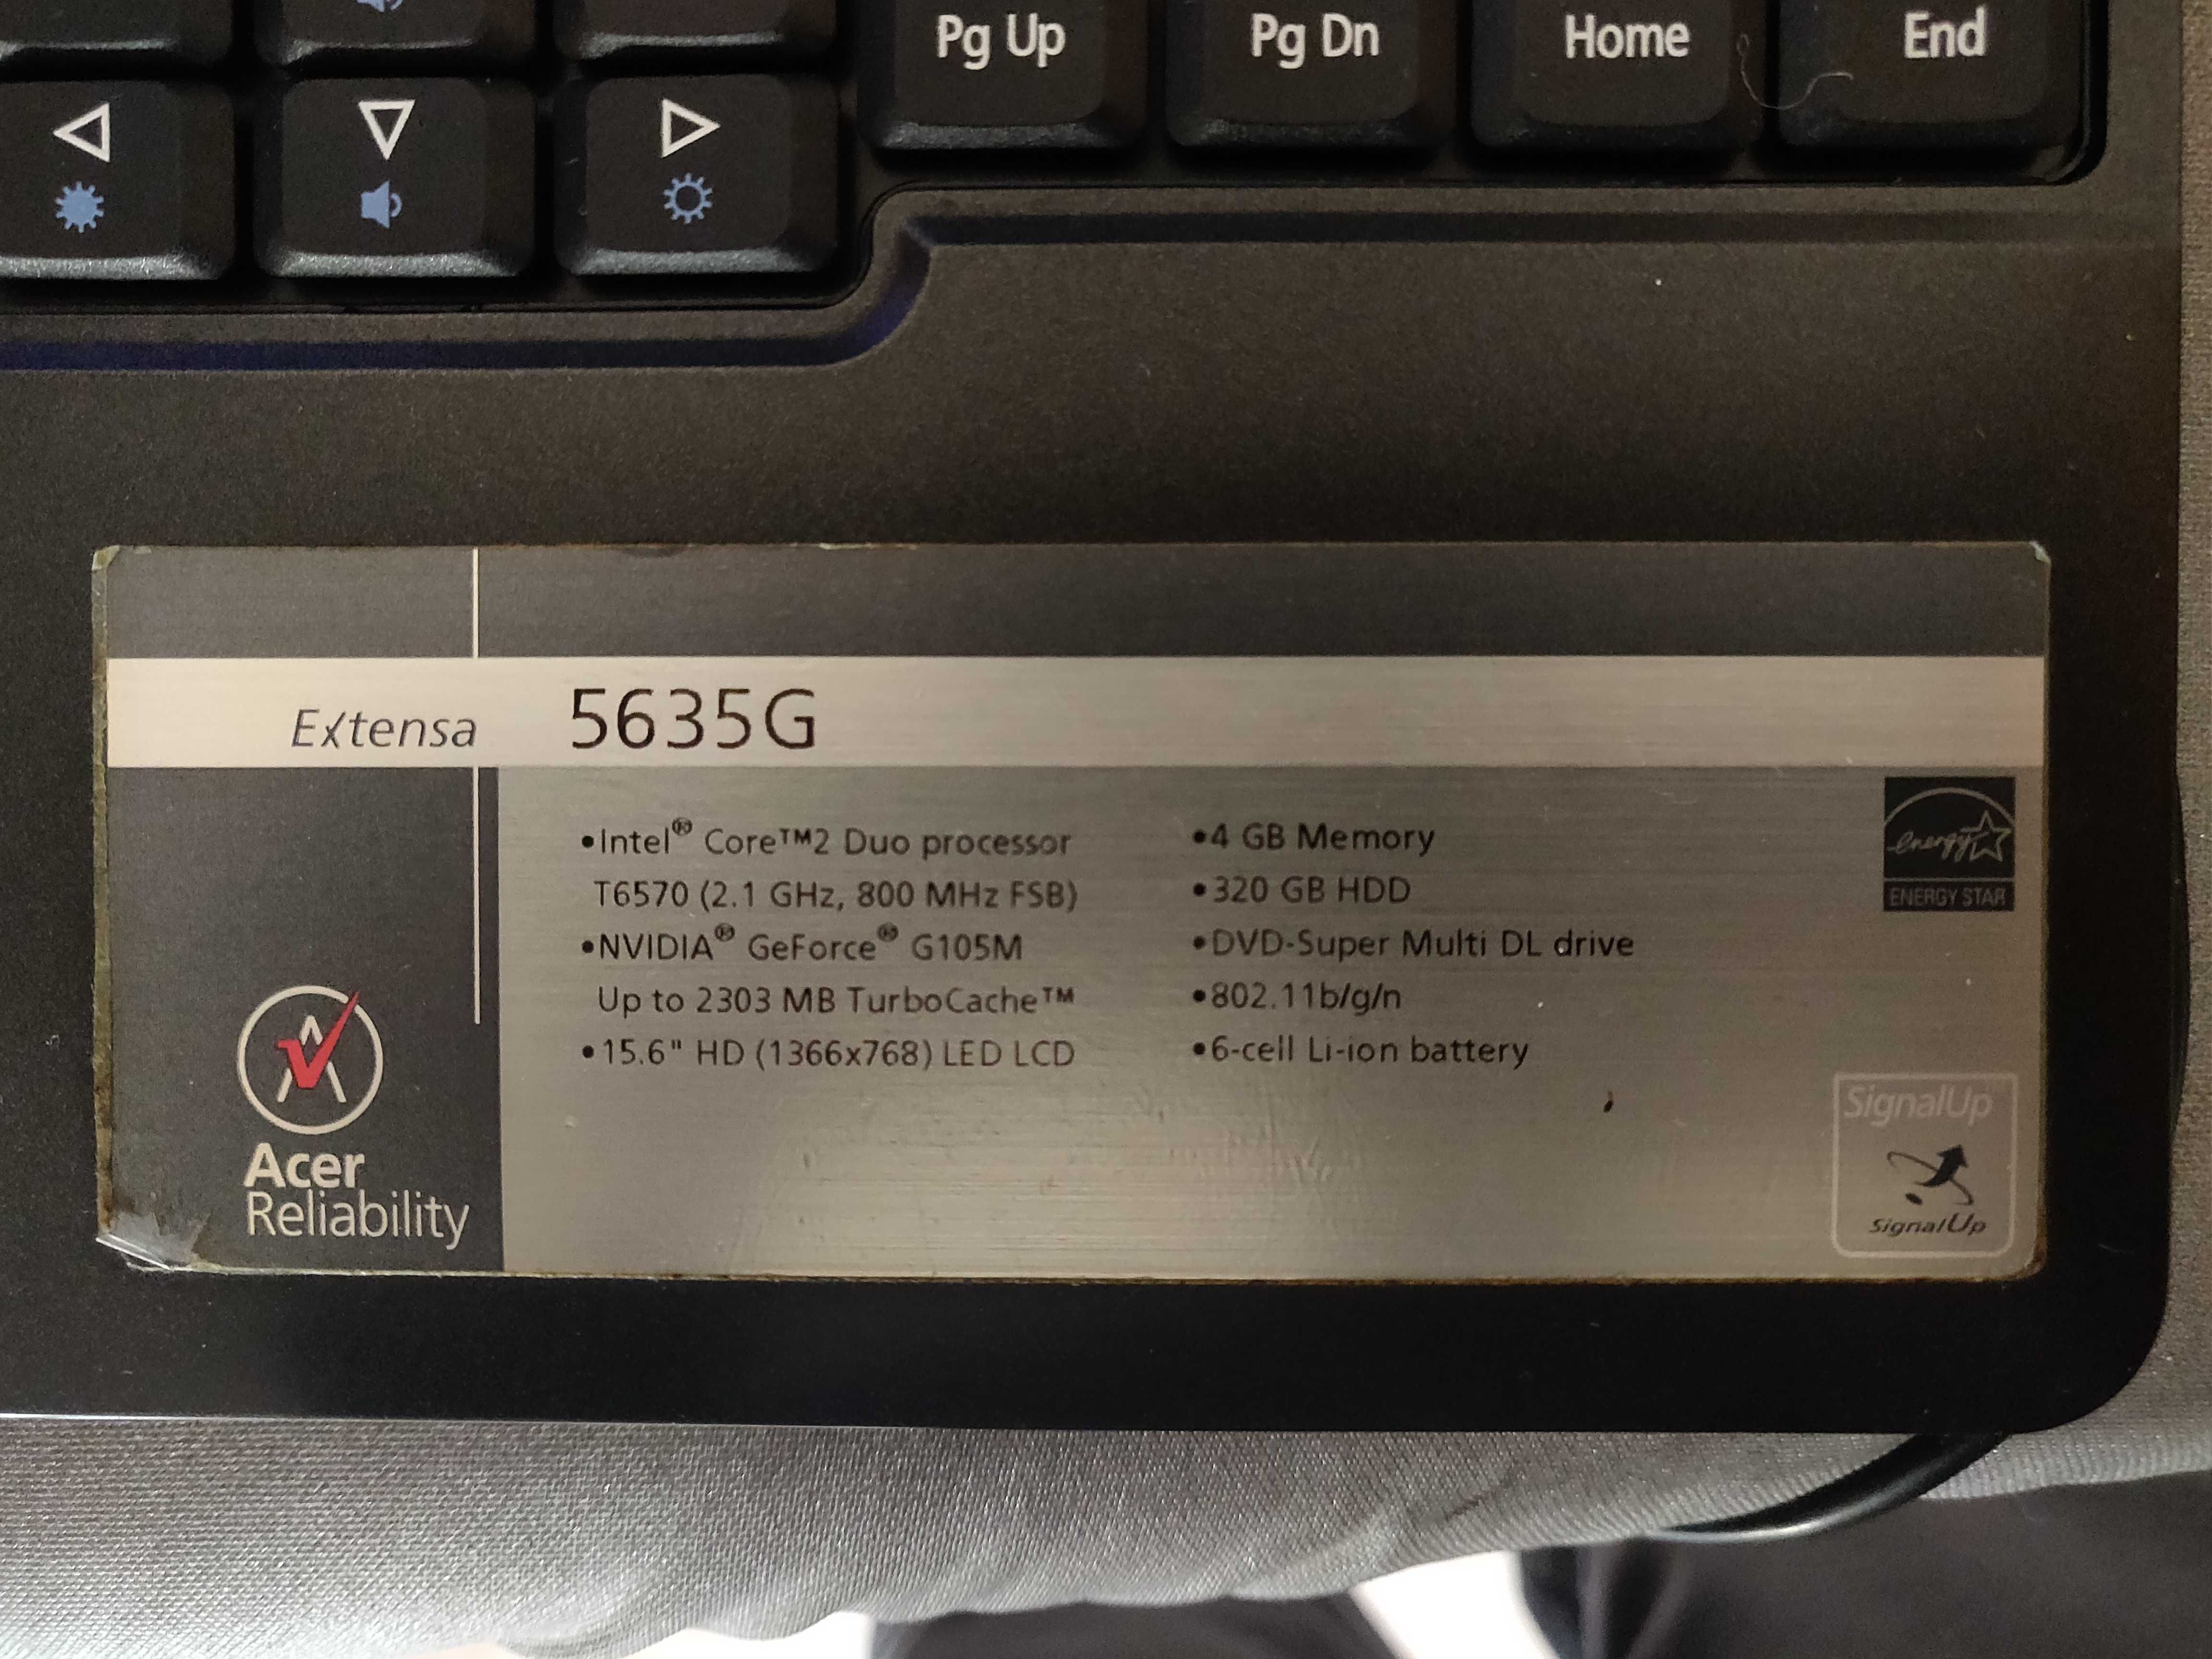 Pg Up
Pg Dn
Home
End
Extensa
5635G
•Intel® Core™2 Duo processor
T6570 (2.1 GHz, 800 MHz FSB)
•NVIDIA® GeForce® G105M
Up to 2303 MB TurboCache™
•15.6" HD (1366x768) LED LCD
•4 GB Memory
•320 GB HDD
•DVD-Super Multi DL drive
•802.11b/g/n
•6-cell Li-ion battery
energy
ENERGY STAR
Acer
Reliability
SignalUp
SignalUp